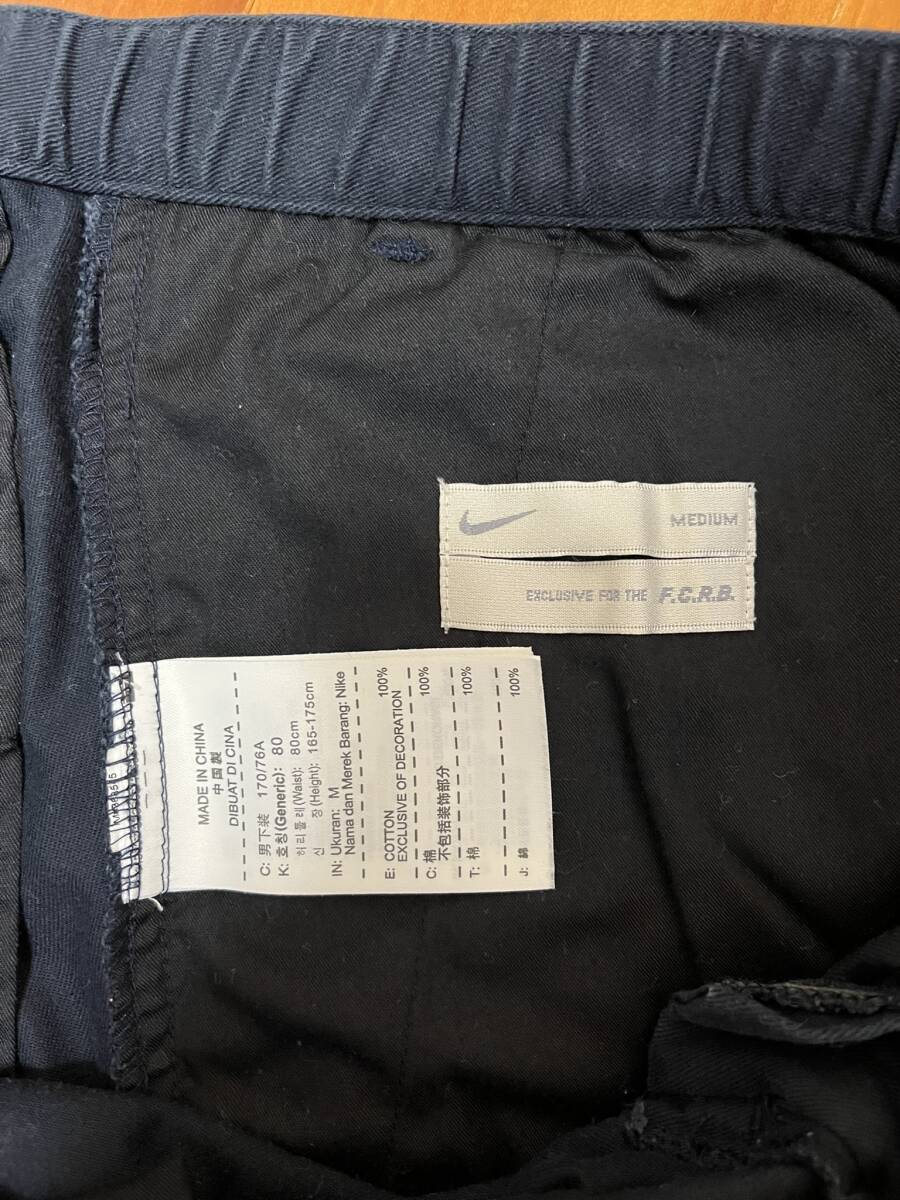 MEDIUM
EXCLUSIVE FOR THE F.C.R.B.
MADE IN CHINA
中国製
DIBUAT DI CINA
C: 男下装 170/76A
K: 호칭(Generic): 80
허리둘레(Waist): 80cm
신 장(Height): 165-175cm
IN: Ukuran: M
Nama dan Merek Barang: Nike
E: COTTON 100%
EXCLUSIVE OF DECORATION
C: 棉 100%
不包括装饰部分
T: 棉 100%
J: 綿 100%